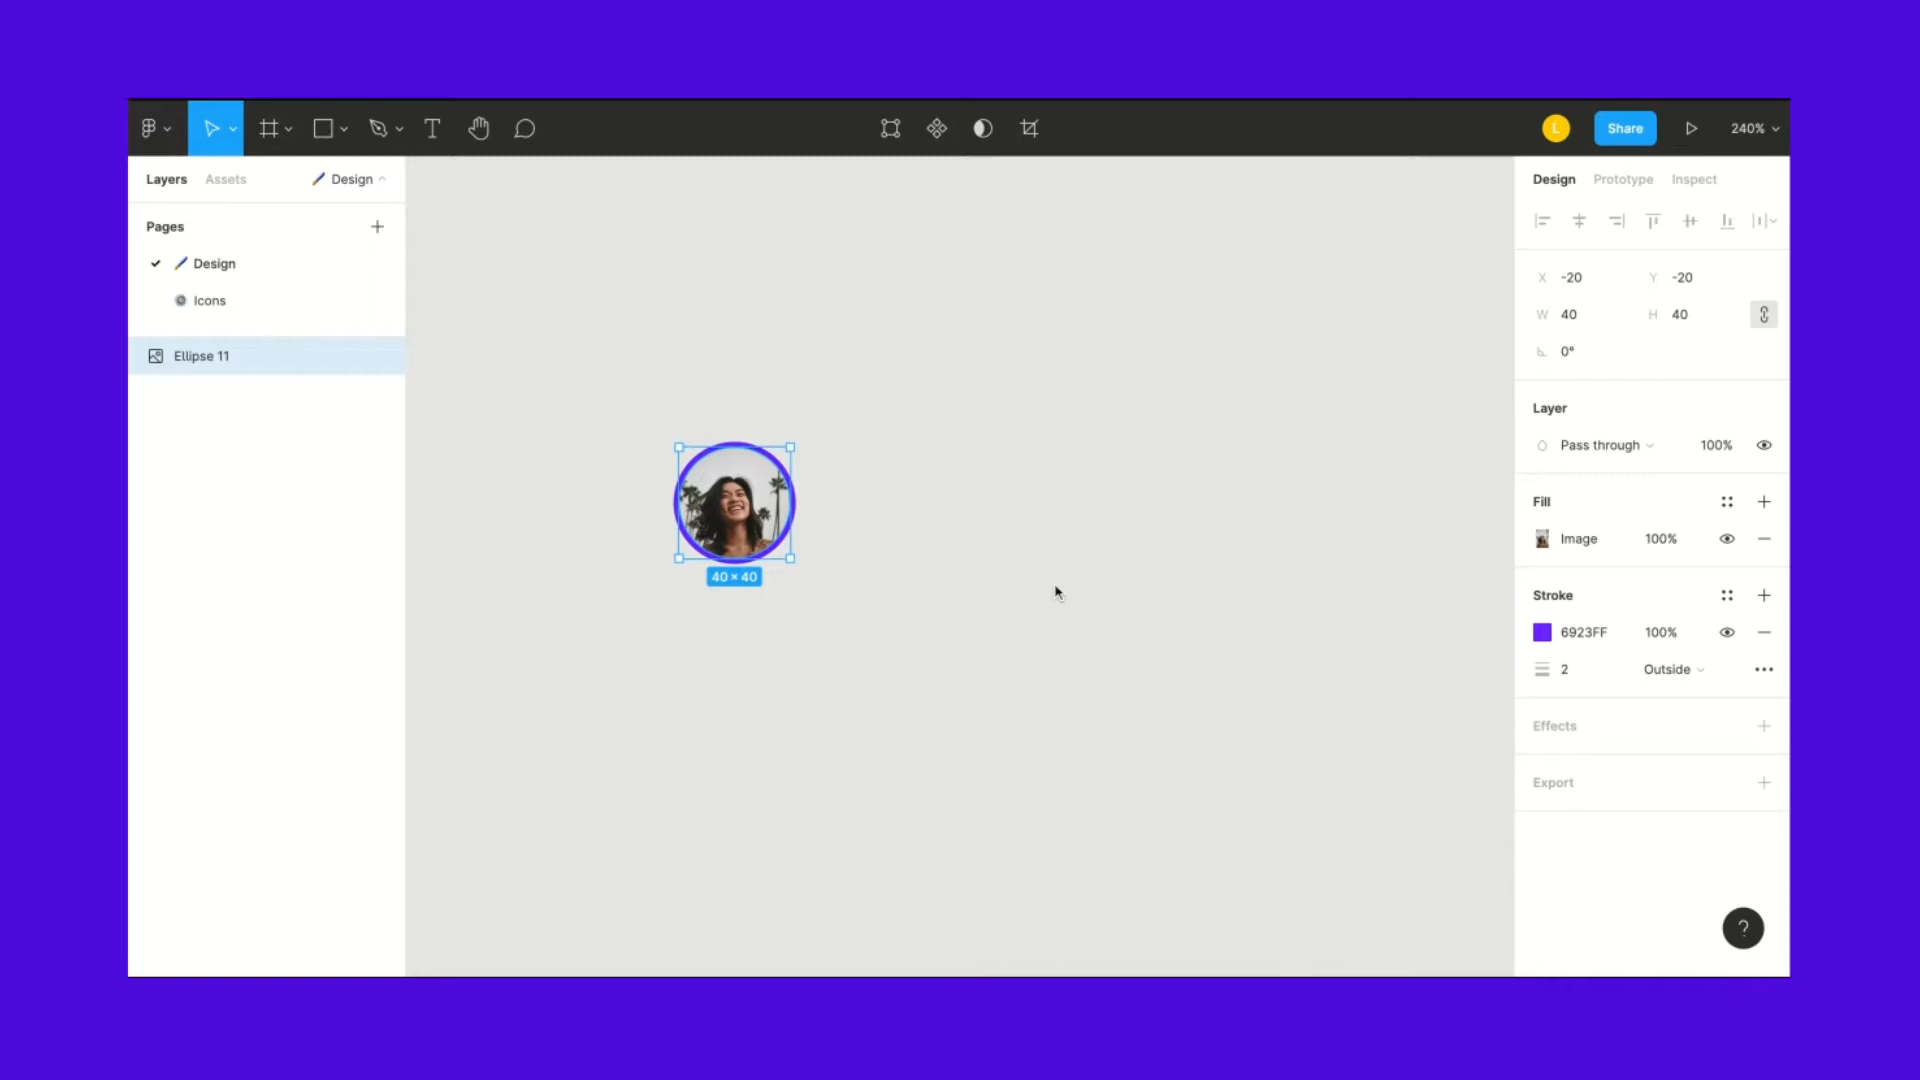 L
Share
240%
Layers Assets Design
Pages
Design
Icons
Ellipse 11
40 × 40
Design Prototype Inspect
X -20 Y -20
W 40 H 40
0°
Layer
Pass through 100%
Fill
Image 100%
Stroke
6923FF 100%
2 Outside
Effects
Export
?